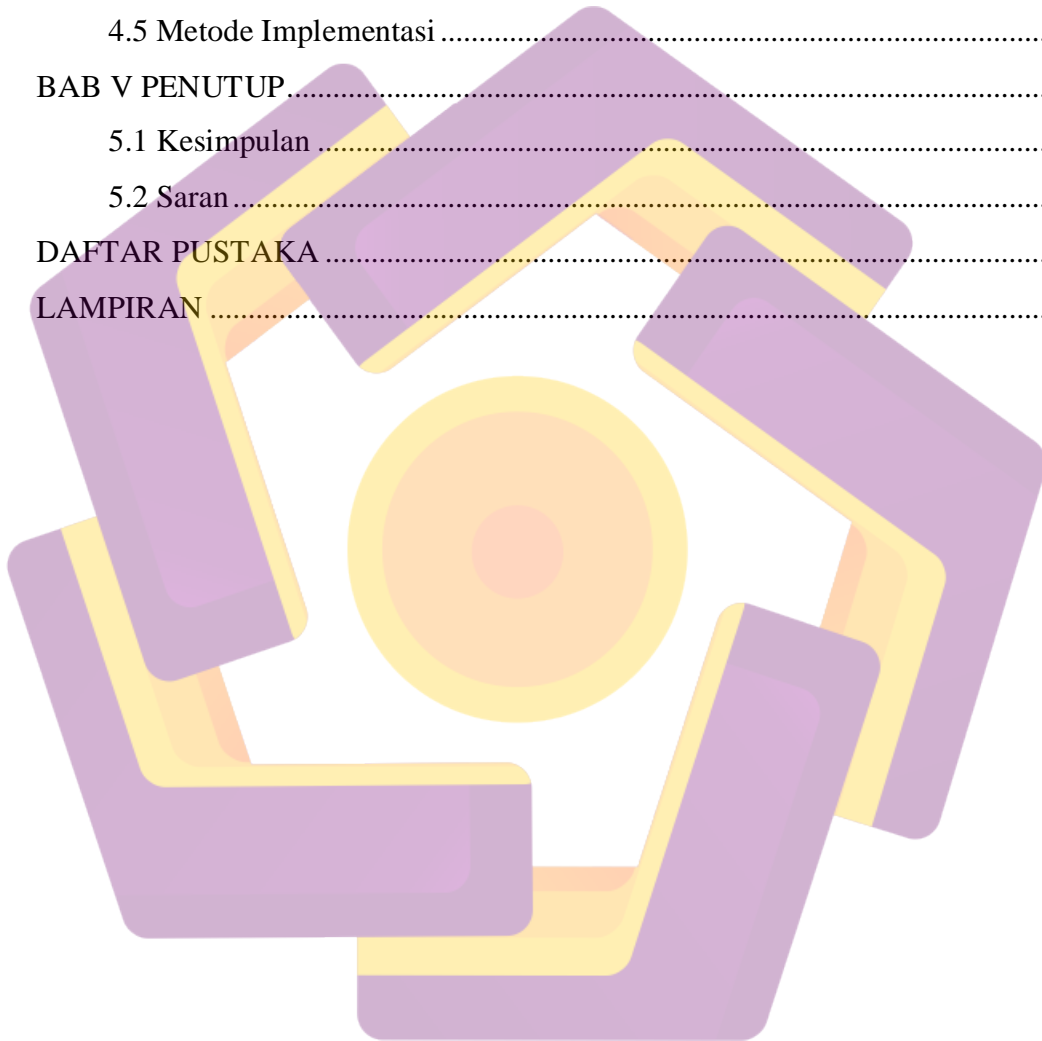 4.5 Metode Implementasi ................................................................................
BAB V PENUTUP....................................................................................................
5.1 Kesimpulan ................................................................................................
5.2 Saran...........................................................................................................
DAFTAR PUSTAKA ..............................................................................................
LAMPIRAN .............................................................................................................